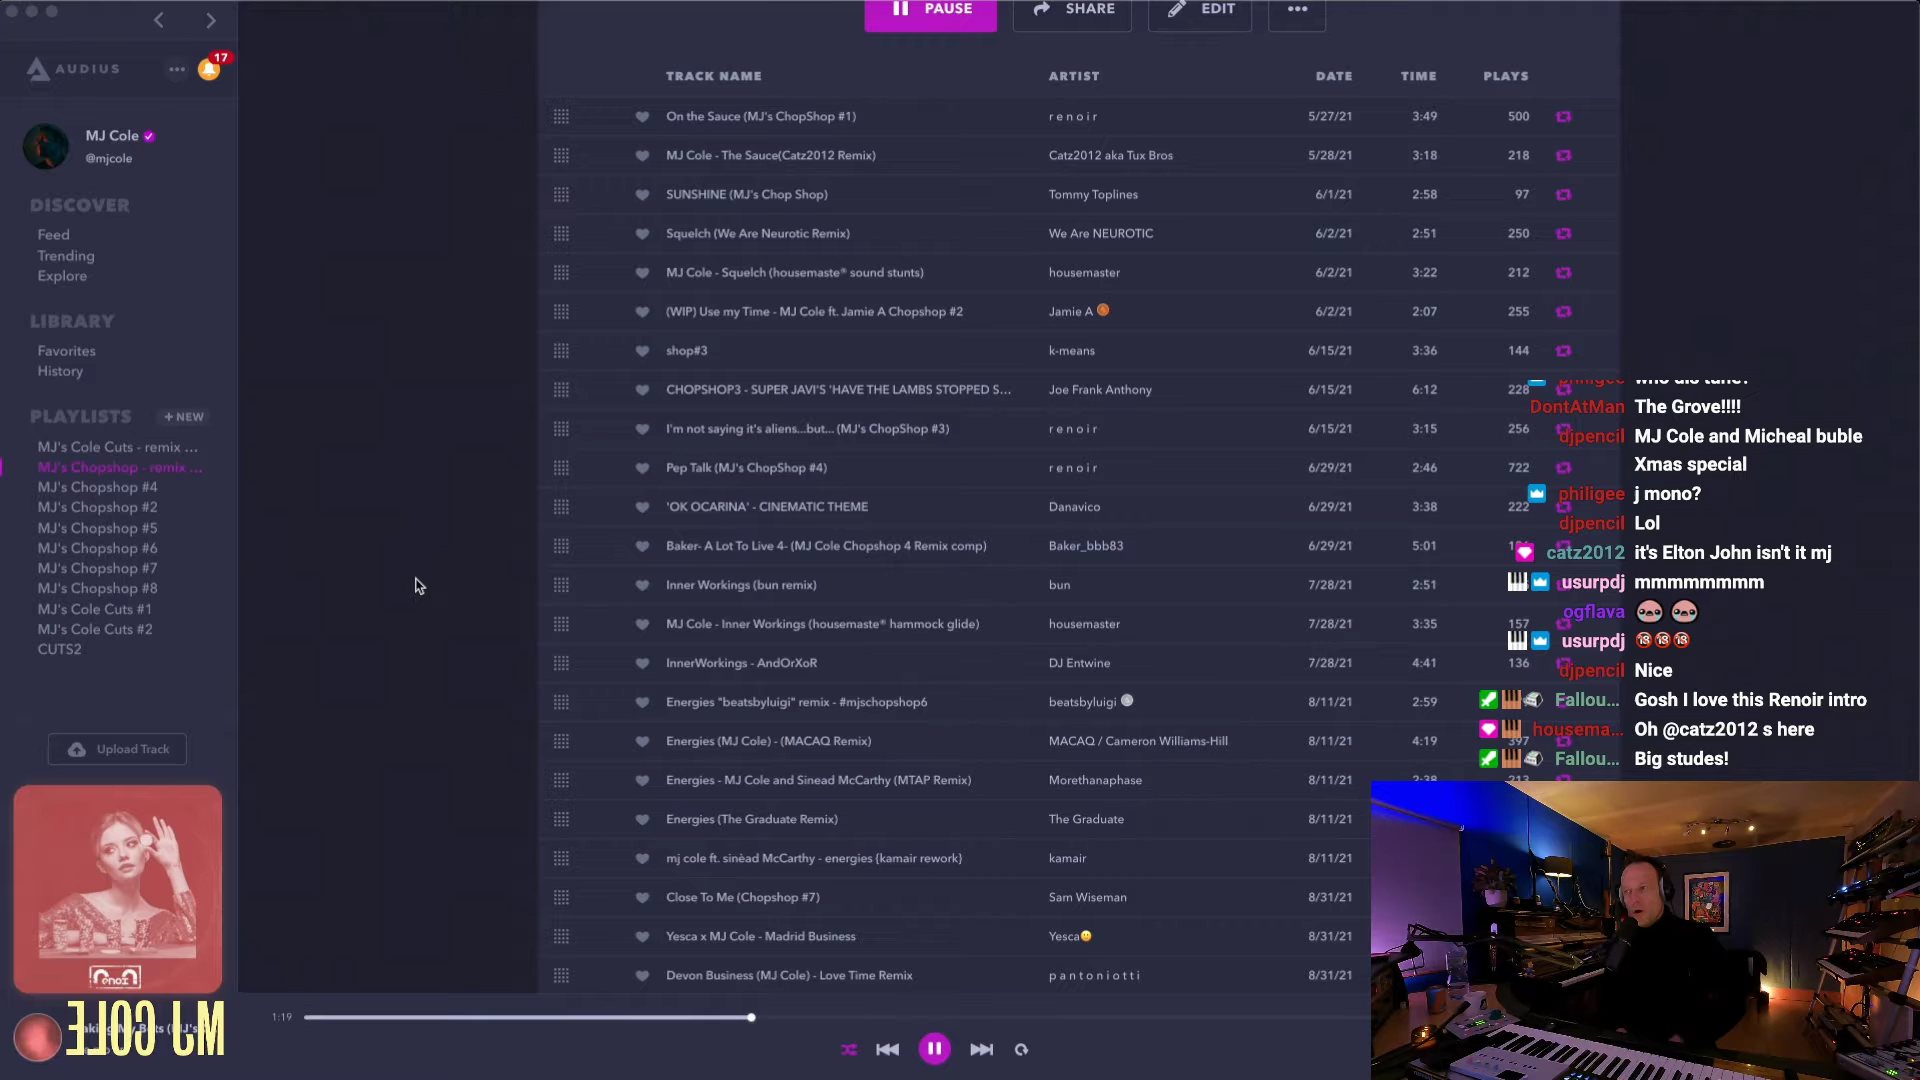 PAUSE
SHARE
EDIT
AUDIUS
17
MJ Cole
@mjcole
DISCOVER
Feed
Trending
Explore
LIBRARY
Favorites
History
PLAYLISTS
+ NEW
MJ's Cole Cuts - remix ...
MJ's Chopshop - remix ...
MJ's Chopshop #4
MJ's Chopshop #2
MJ's Chopshop #5
MJ's Chopshop #6
MJ's Chopshop #7
MJ's Chopshop #8
MJ's Cole Cuts #1
MJ's Cole Cuts #2
CUTS2
Upload Track
MJ COLE
TRACK NAME ARTIST DATE TIME PLAYS
On the Sauce (MJ's ChopShop #1) r e n o i r 5/27/21 3:49 500
MJ Cole - The Sauce(Catz2012 Remix) Catz2012 aka Tux Bros 5/28/21 3:18 218
SUNSHINE (MJ's Chop Shop) Tommy Toplines 6/1/21 2:58 97
Squelch (We Are Neurotic Remix) We Are NEUROTIC 6/2/21 2:51 250
MJ Cole - Squelch (housemaste® sound stunts) housemaster 6/2/21 3:22 212
(WIP) Use my Time - MJ Cole ft. Jamie A Chopshop #2 Jamie A 6/2/21 2:07 255
shop#3 k-means 6/15/21 3:36 144
CHOPSHOP3 - SUPER JAVI'S 'HAVE THE LAMBS STOPPED S... Joe Frank Anthony 6/15/21 6:12 228
I'm not saying it's aliens...but... (MJ's ChopShop #3) r e n o i r 6/15/21 3:15 256
Pep Talk (MJ's ChopShop #4) r e n o i r 6/29/21 2:46 722
'OK OCARINA' - CINEMATIC THEME Danavico 6/29/21 3:38 222
Baker- A Lot To Live 4- (MJ Cole Chopshop 4 Remix comp) Baker_bbb83 6/29/21 5:01
Inner Workings (bun remix) bun 7/28/21 2:51
MJ Cole - Inner Workings (housemaste® hammock glide) housemaster 7/28/21 3:35 157
InnerWorkings - AndOrXoR DJ Entwine 7/28/21 4:41 136
Energies "beatsbyluigi" remix - #mjschopshop6 beatsbyluigi 8/11/21 2:59
Energies (MJ Cole) - (MACAQ Remix) MACAQ / Cameron Williams-Hill 8/11/21 4:19 397
Energies - MJ Cole and Sinead McCarthy (MTAP Remix) Morethanaphase 8/11/21 2:38 213
Energies (The Graduate Remix) The Graduate 8/11/21
mj cole ft. sinèad McCarthy - energies (kamair rework) kamair 8/11/21
Close To Me (Chopshop #7) Sam Wiseman 8/31/21
Yesca x MJ Cole - Madrid Business Yesca 8/31/21
Devon Business (MJ Cole) - Love Time Remix p a n t o n i o t t i 8/31/21
1:19
philigee who dis tune?
DontAtMan The Grove!!!!
djpencil MJ Cole and Micheal buble
Xmas special
philigee j mono?
djpencil Lol
catz2012 it's Elton John isn't it mj
usurpdj mmmmmmmm
ogflava
usurpdj 🔞🔞🔞
djpencil Nice
Fallou... Gosh I love this Renoir intro
housema... Oh @catz2012 s here
Fallou... Big studes!